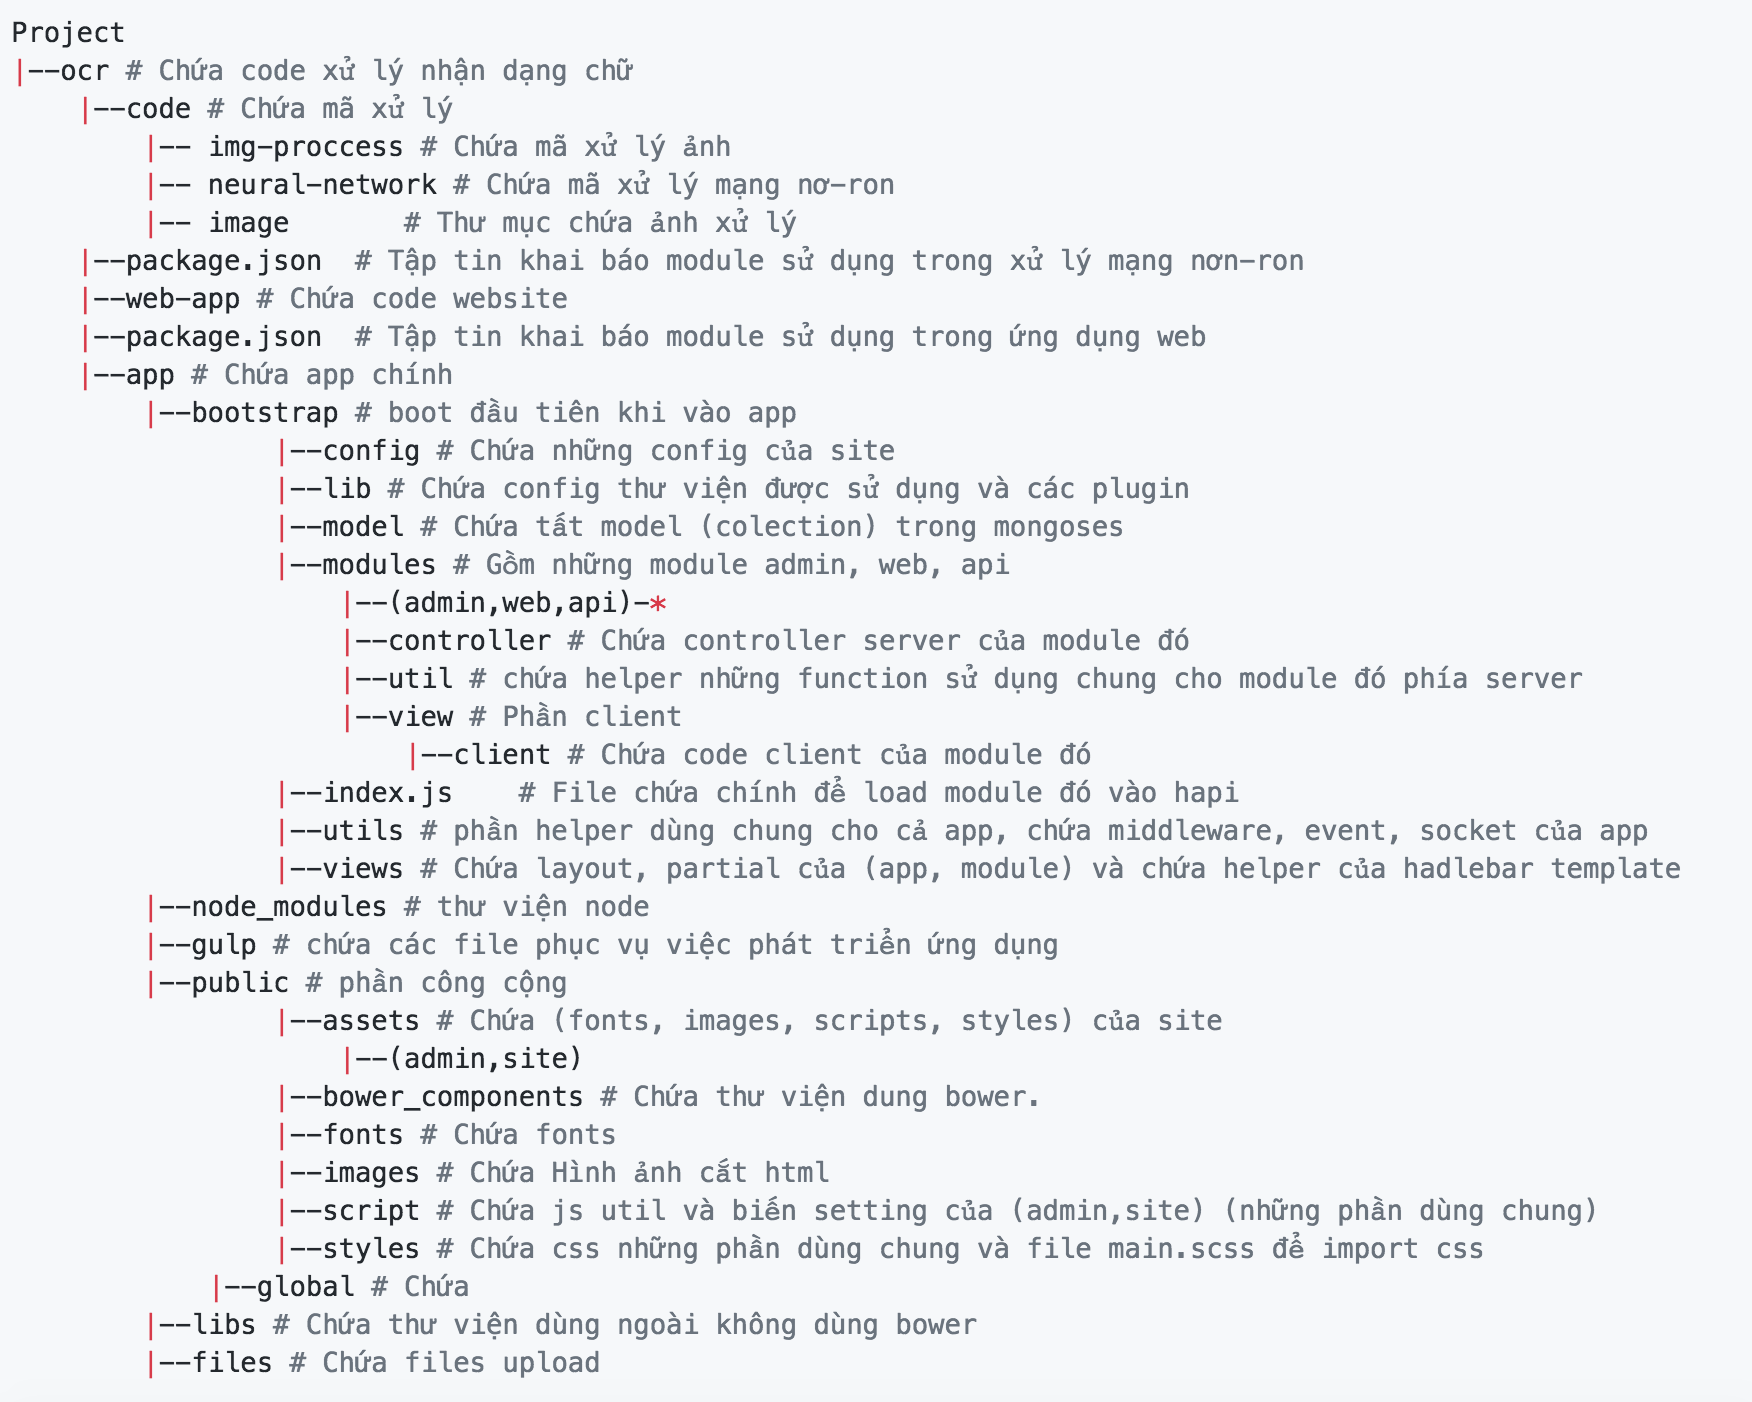 Project
|--ocr # Chứa code xử lý nhận dạng chữ
    |--code # Chứa mã xử lý
        |-- img-proccess # Chứa mã xử lý ảnh
        |-- neural-network # Chứa mã xử lý mạng nơ-ron
        |-- image       # Thư mục chứa ảnh xử lý
    |--package.json  # Tập tin khai báo module sử dụng trong xử lý mạng nơn-ron
    |--web-app # Chứa code website
    |--package.json  # Tập tin khai báo module sử dụng trong ứng dụng web
    |--app # Chứa app chính
        |--bootstrap # boot đầu tiên khi vào app
                |--config # Chứa những config của site
                |--lib # Chứa config thư viện được sử dụng và các plugin
                |--model # Chứa tất model (colection) trong mongoses
                |--modules # Gồm những module admin, web, api
                    |--(admin,web,api)-*
                    |--controller # Chứa controller server của module đó
                    |--util # chứa helper những function sử dụng chung cho module đó phía server
                    |--view # Phần client
                        |--client # Chứa code client của module đó
                |--index.js    # File chứa chính để load module đó vào hapi
                |--utils # phần helper dùng chung cho cả app, chứa middleware, event, socket của app
                |--views # Chứa layout, partial của (app, module) và chứa helper của hadlebar template
        |--node_modules # thư viện node
        |--gulp # chứa các file phục vụ việc phát triển ứng dụng
        |--public # phần công cộng
                |--assets # Chứa (fonts, images, scripts, styles) của site
                    |--(admin,site)
                |--bower_components # Chứa thư viện dung bower.
                |--fonts # Chứa fonts
                |--images # Chứa Hình ảnh cắt html
                |--script # Chứa js util và biến setting của (admin,site) (những phần dùng chung)
                |--styles # Chứa css những phần dùng chung và file main.scss để import css
            |--global # Chứa
        |--libs # Chứa thư viện dùng ngoài không dùng bower
        |--files # Chứa files upload